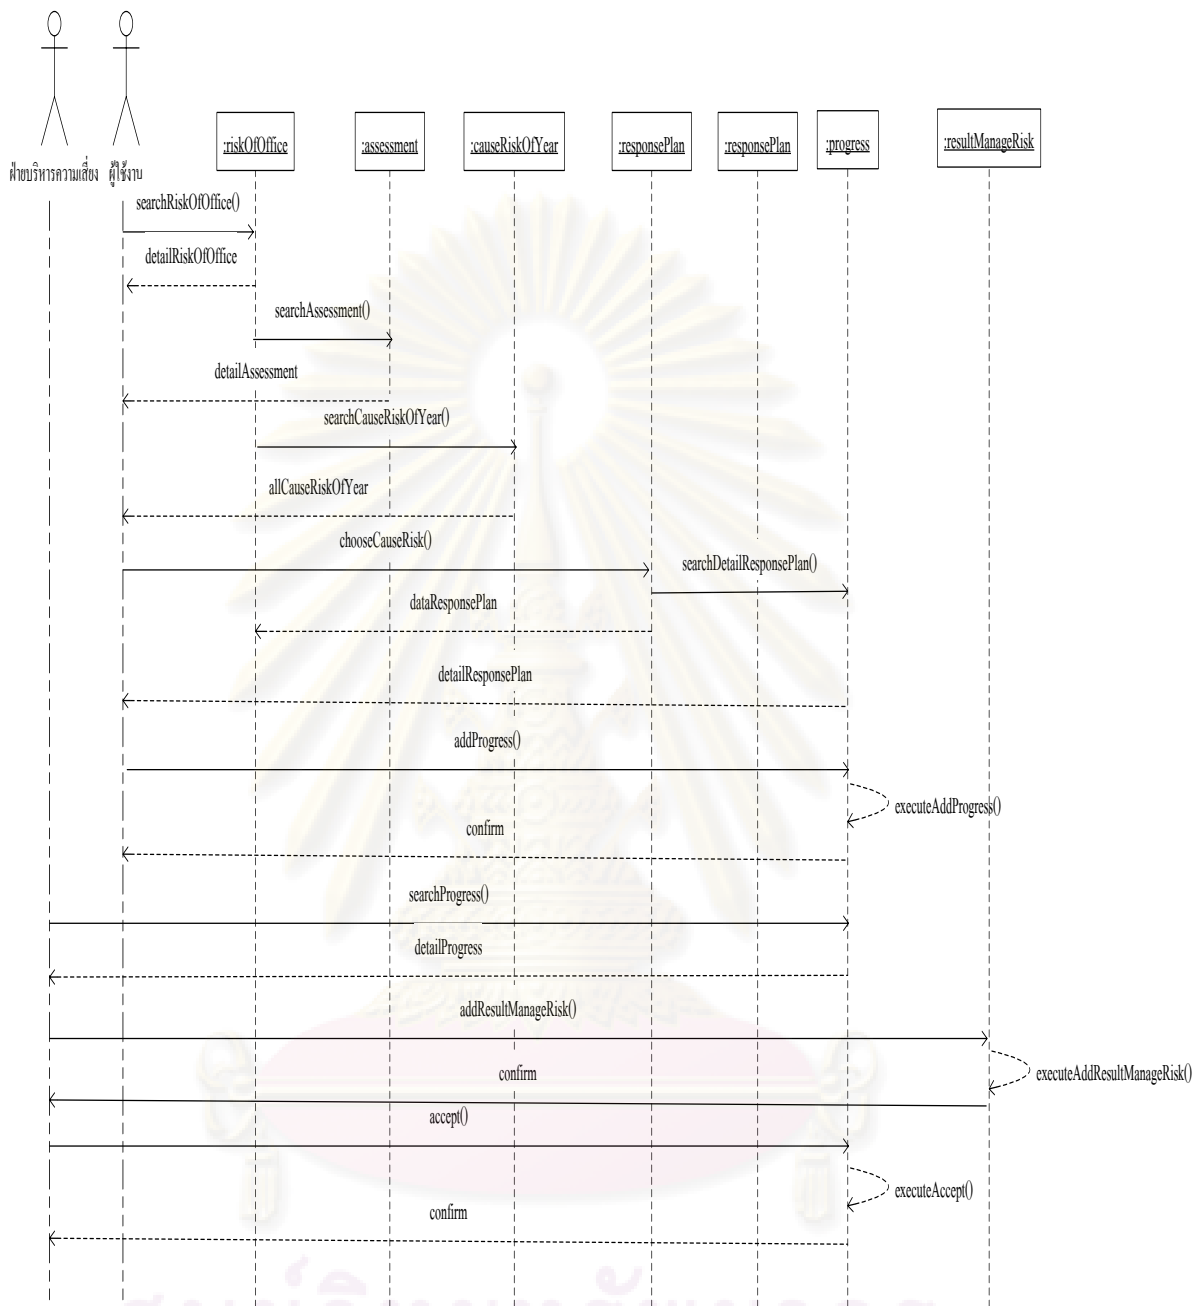 :riskOfOffice
:assessment
:causeRiskOfYear
:responsePlan
:responsePlan
:progress
:resultManageRisk
ฝ่ายบริหารความเสี่ยง
ผู้ใช้งาน
searchRiskOfOffice()
detailRiskOfOffice
searchAssessment()
detailAssessment
searchCauseRiskOfYear()
allCauseRiskOfYear
chooseCauseRisk()
searchDetailResponsePlan()
dataResponsePlan
detailResponsePlan
addProgress()
executeAddProgress()
confirm
searchProgress()
detailProgress
addResultManageRisk()
executeAddResultManageRisk()
confirm
accept()
executeAccept()
confirm